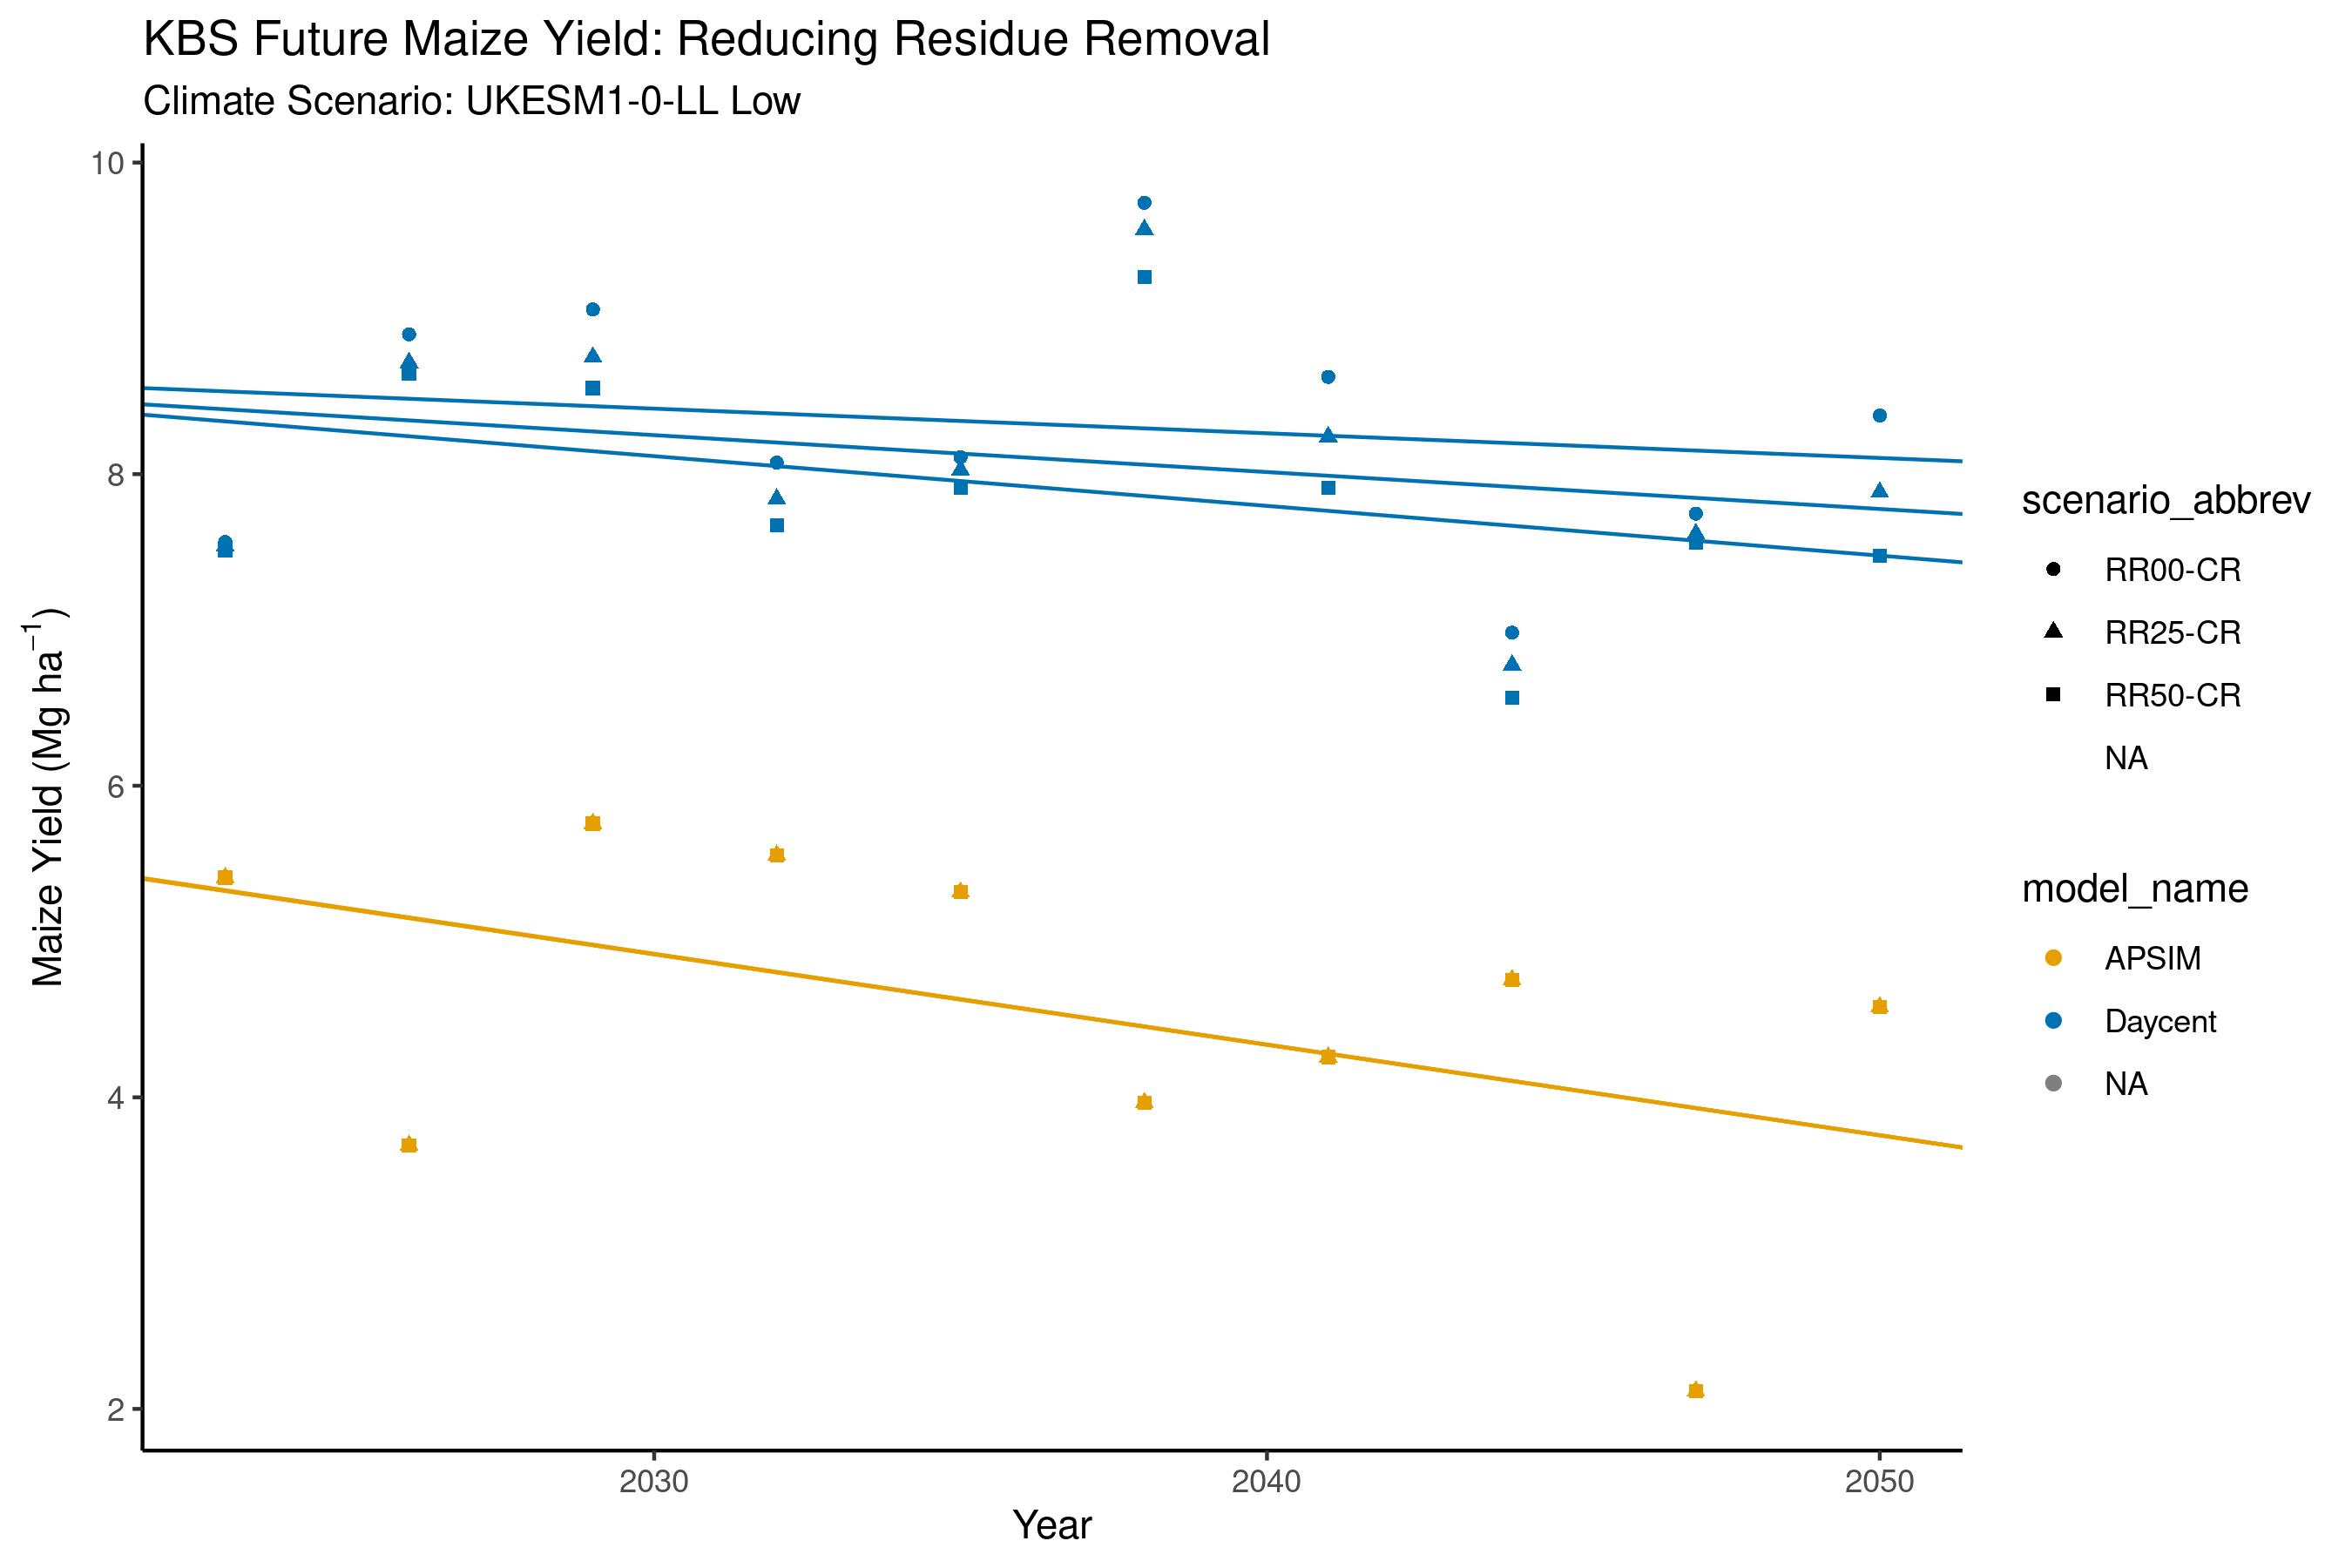 KBS Future Maize Yield: Reducing Residue Removal
Climate Scenario: UKESM1-0-LL Low
Maize Yield (Mg ha⁻¹)
10
8
6
4
2
2030
2040
2050
Year
scenario_abbrev
RR00-CR
RR25-CR
RR50-CR
NA
model_name
APSIM
Daycent
NA